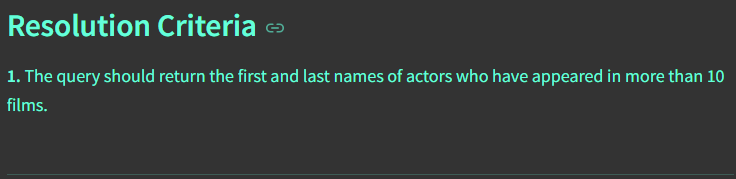 Resolution Criteria
1. The query should return the first and last names of actors who have appeared in more than 10
films.